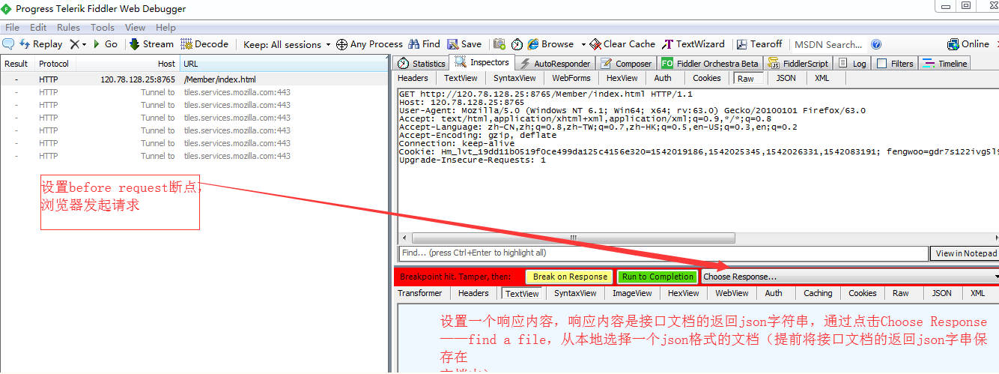 Progress Telerik Fiddler Web Debugger
File Edit Rules Tools View Help
Replay Go Stream Decode Keep: All sessions Any Process Find Save Browse Clear Cache TextWizard Tearoff MSDN Search... Online
Result Protocol Host URL
- HTTP 120.78.128.25:8765 /Member/index.html
- HTTP Tunnel to tiles.services.mozilla.com:443
- HTTP Tunnel to tiles.services.mozilla.com:443
- HTTP Tunnel to tiles.services.mozilla.com:443
- HTTP Tunnel to tiles.services.mozilla.com:443
- HTTP Tunnel to tiles.services.mozilla.com:443
- HTTP Tunnel to tiles.services.mozilla.com:443
设置before request断点，
浏览器发起请求
Statistics Inspectors AutoResponder Composer FO Fiddler Orchestra Beta FiddlerScript Log Filters Timeline
Headers TextView SyntaxView WebForms HexView Auth Cookies Raw JSON XML
GET http://120.78.128.25:8765/Member/index.html HTTP/1.1
Host: 120.78.128.25:8765
User-Agent: Mozilla/5.0 (Windows NT 6.1; Win64; x64; rv:63.0) Gecko/20100101 Firefox/63.0
Accept: text/html,application/xhtml+xml,application/xml;q=0.9,*/*;q=0.8
Accept-Language: zh-CN,zh;q=0.8,zh-TW;q=0.7,zh-HK;q=0.5,en-US;q=0.3,en;q=0.2
Accept-Encoding: gzip, deflate
Connection: keep-alive
Cookie: Hm_lvt_19dd11b0519f0ce499da125c4156e320=1542019186,1542025345,1542026331,1542083191; fengwoo=gdr7s122ivg5l9
Upgrade-Insecure-Requests: 1
Find... (press Ctrl+Enter to highlight all) View in Notepad
Breakpoint hit. Tamper, then: Break on Response Run to Completion Choose Response...
Transformer Headers TextView SyntaxView ImageView HexView WebView Auth Caching Cookies Raw JSON XML
设置一个响应内容，响应内容是接口文档的返回json字符串，通过点击Choose Response
——find a file，从本地选择一个json格式的文档（提前将接口文档的返回json字串保
存在